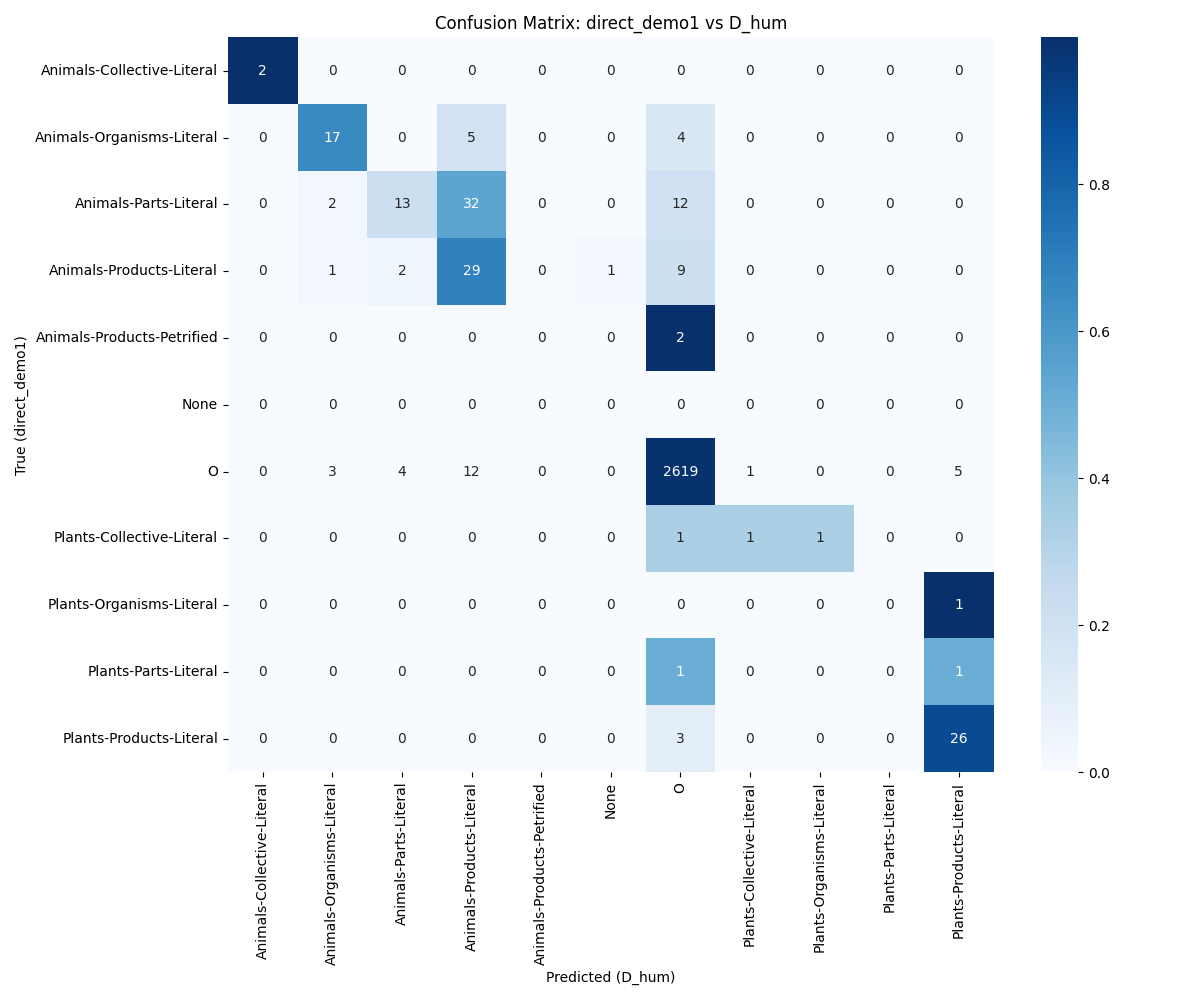 Confusion Matrix: direct_demo1 vs D_hum
Animals-Collective-Literal 2 0 0 0 0 0 0 0 0 0 0
Animals-Organisms-Literal 0 17 0 5 0 0 4 0 0 0 0
Animals-Parts-Literal 0 2 13 32 0 0 12 0 0 0 0
Animals-Products-Literal 0 1 2 29 0 1 9 0 0 0 0
Animals-Products-Petrified 0 0 0 0 0 0 2 0 0 0 0
None 0 0 0 0 0 0 0 0 0 0 0
O 0 3 4 12 0 0 2619 1 0 0 5
Plants-Collective-Literal 0 0 0 0 0 0 1 1 1 0 0
Plants-Organisms-Literal 0 0 0 0 0 0 0 0 0 0 1
Plants-Parts-Literal 0 0 0 0 0 0 1 0 0 0 1
Plants-Products-Literal 0 0 0 0 0 0 3 0 0 0 26
True (direct_demo1)
Animals-Collective-Literal
Animals-Organisms-Literal
Animals-Parts-Literal
Animals-Products-Literal
Animals-Products-Petrified
None
O
Plants-Collective-Literal
Plants-Organisms-Literal
Plants-Parts-Literal
Plants-Products-Literal
Predicted (D_hum)
0.8
0.6
0.4
0.2
0.0